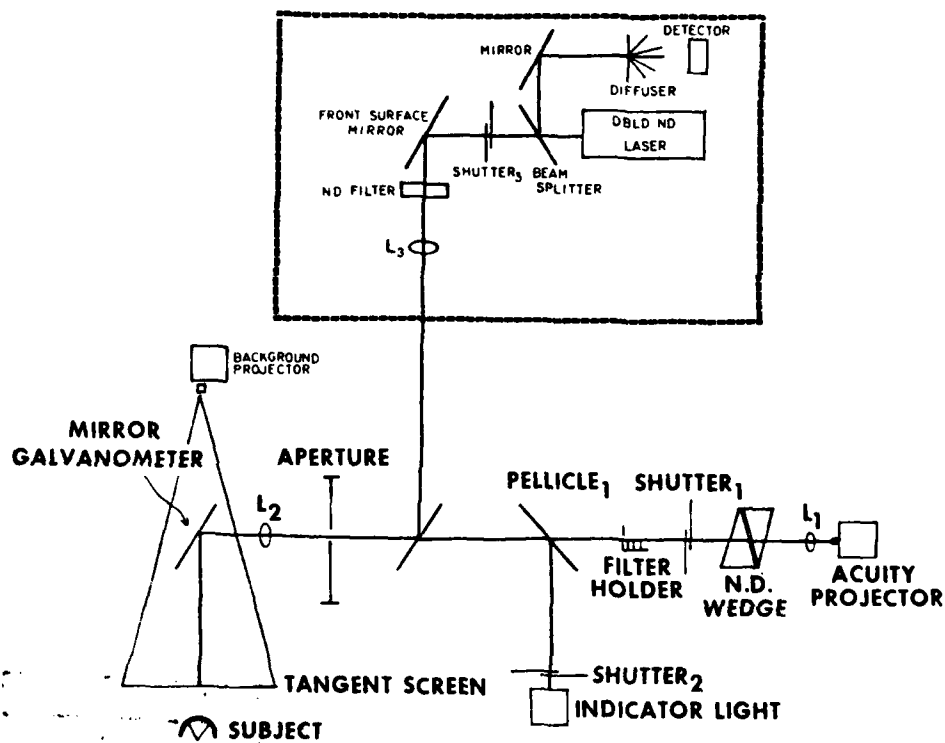 DETECTOR
MIRROR
DIFFUSER
FRONT SURFACE
MIRROR
DBLD ND
LASER
SHUTTER3
BEAM
SPLITTER
ND FILTER
L3
BACKGROUND
PROJECTOR
MIRROR
GALVANOMETER
APERTURE
L2
PELLICLE1
SHUTTER1
L1
FILTER
HOLDER
N.D.
WEDGE
ACUITY
PROJECTOR
TANGENT SCREEN
SHUTTER2
INDICATOR LIGHT
SUBJECT